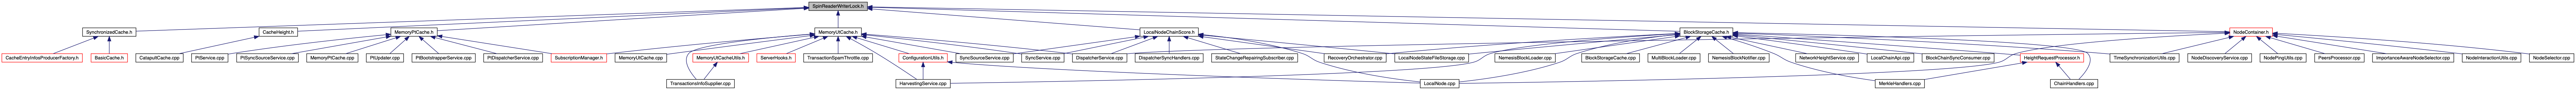 SpinReaderWriterLock.h
SynchronizedCache.h
CacheHeight.h
MemoryPtCache.h
MemoryUtCache.h
LocalNodeChainScore.h
BlockStorageCache.h
NodeContainer.h
CacheEntryInfosProducerFactory.h
BasicCache.h
CatapultCache.cpp
PtService.cpp
PtSyncSourceService.cpp
MemoryPtCache.cpp
PtUpdater.cpp
PtBootstrapperService.cpp
PtDispatcherService.cpp
SubscriptionManager.h
MemoryUtCache.cpp
MemoryUtCacheUtils.h
ServerHooks.h
TransactionSpamThrottle.cpp
ConfiguratorUtils.h
SyncSourceService.cpp
SyncService.cpp
DispatcherService.cpp
DispatcherSyncHandlers.cpp
StateChangeRepairingSubscriber.cpp
RecoveryOrchestrator.cpp
LocalNodeStateFileStorage.cpp
NemesisBlockLoader.cpp
BlockStorageCache.cpp
MultiBlockLoader.cpp
NemesisBlockNotifier.cpp
NetworkHeightService.cpp
LocalChainApi.cpp
BlockChainSyncConsumer.cpp
HeightRequestProcessor.h
TimeSynchronizationUtils.cpp
NodeDiscoveryService.cpp
NodePingUtils.cpp
PeersProcessor.cpp
ImportanceAwareNodeSelector.cpp
NodeInteractionUtils.cpp
NodeSelector.cpp
TransactionsInfoSupplier.cpp
HarvestingService.cpp
LocalNode.cpp
MerkleHandlers.cpp
ChainHandlers.cpp